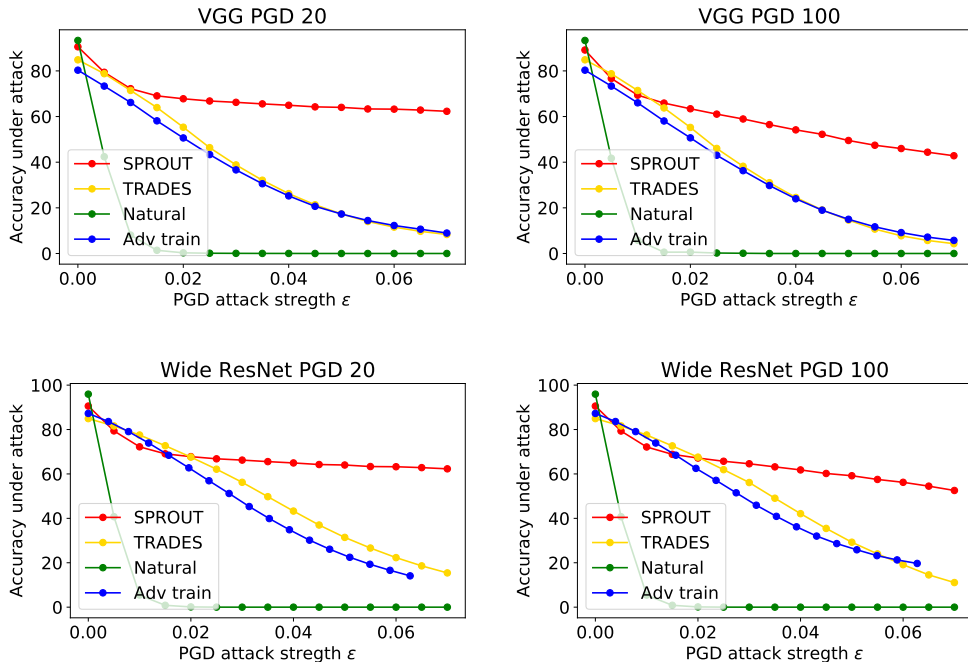 VGG PGD 20
Accuracy under attack
80
60
40
20
0
SPROUT
TRADES
Natural
Adv train
0.00 0.02 0.04 0.06
PGD attack stregth ε
VGG PGD 100
Accuracy under attack
80
60
40
20
0
SPROUT
TRADES
Natural
Adv train
0.00 0.02 0.04 0.06
PGD attack stregth ε
Wide ResNet PGD 20
Accuracy under attack
100
80
60
40
20
0
SPROUT
TRADES
Natural
Adv train
0.00 0.02 0.04 0.06
PGD attack stregth ε
Wide ResNet PGD 100
Accuracy under attack
100
80
60
40
20
0
SPROUT
TRADES
Natural
Adv train
0.00 0.02 0.04 0.06
PGD attack stregth ε